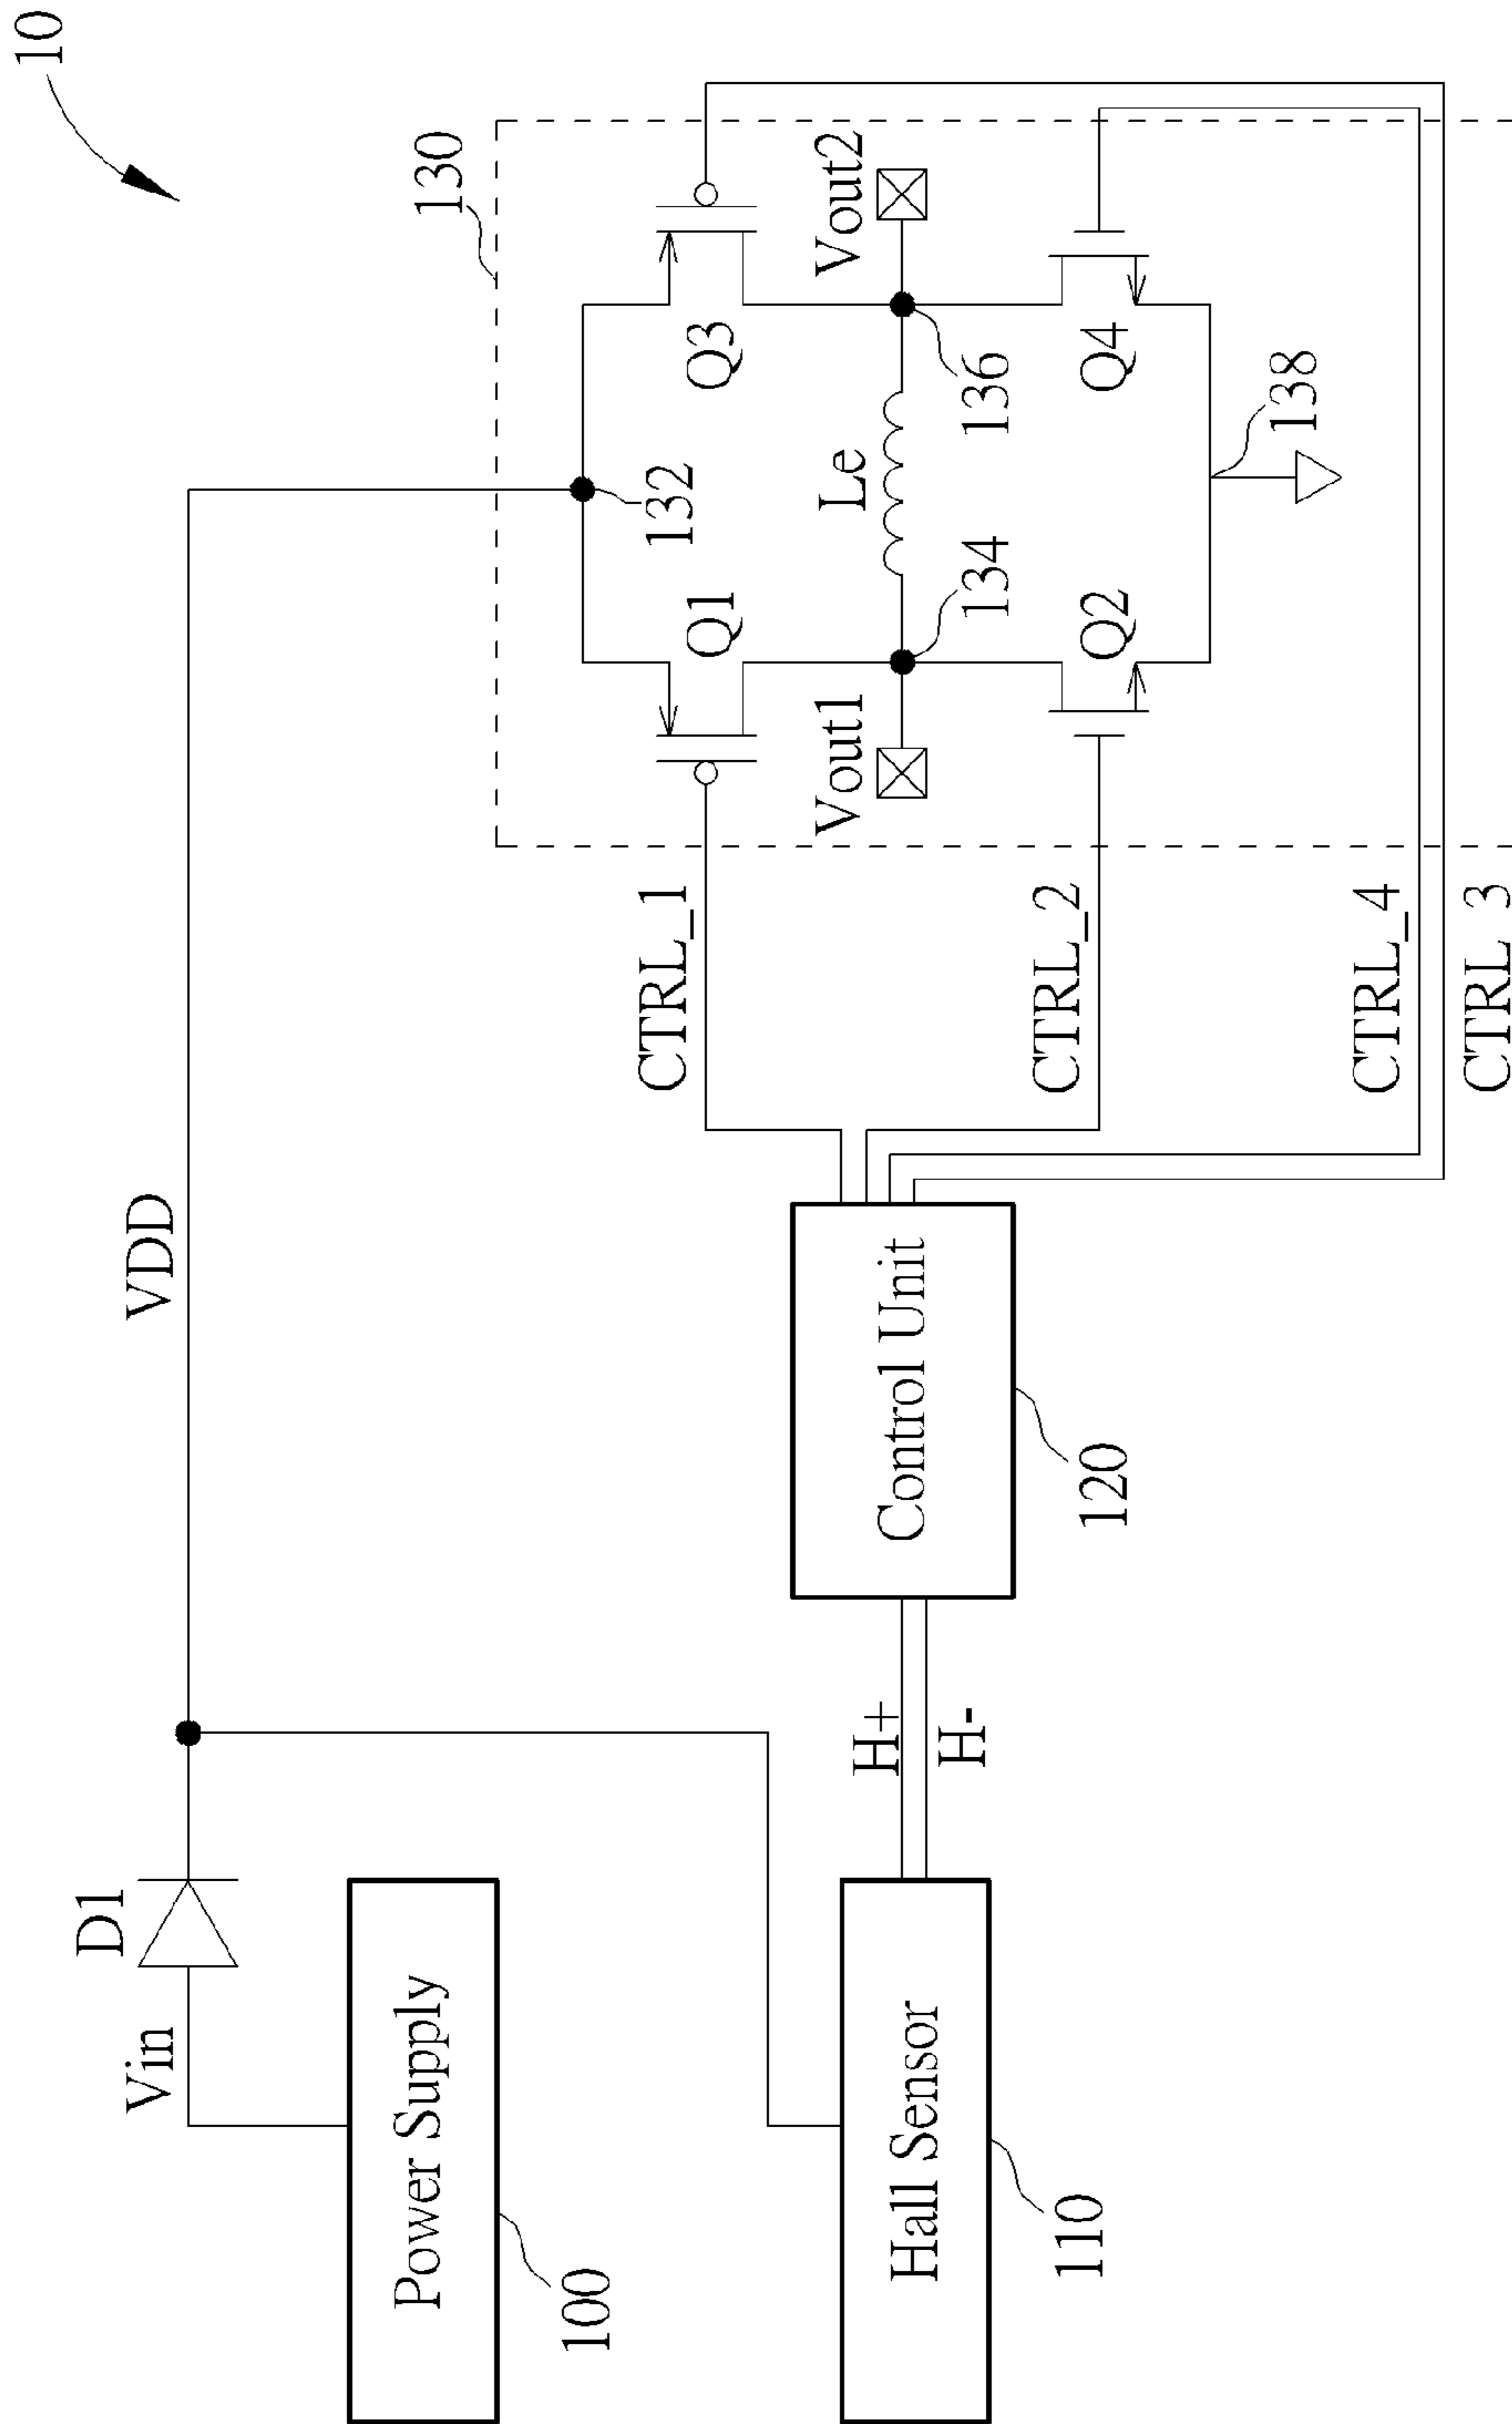 10
D1
Vin
VDD
Power Supply
100
130
132
Q1
Q3
CTRL_1
Vout1
Le
Vout2
134
136
Hall Sensor
110
H+
H-
Control Unit
120
Q2
Q4
CTRL_2
138
CTRL_4
CTRL_3